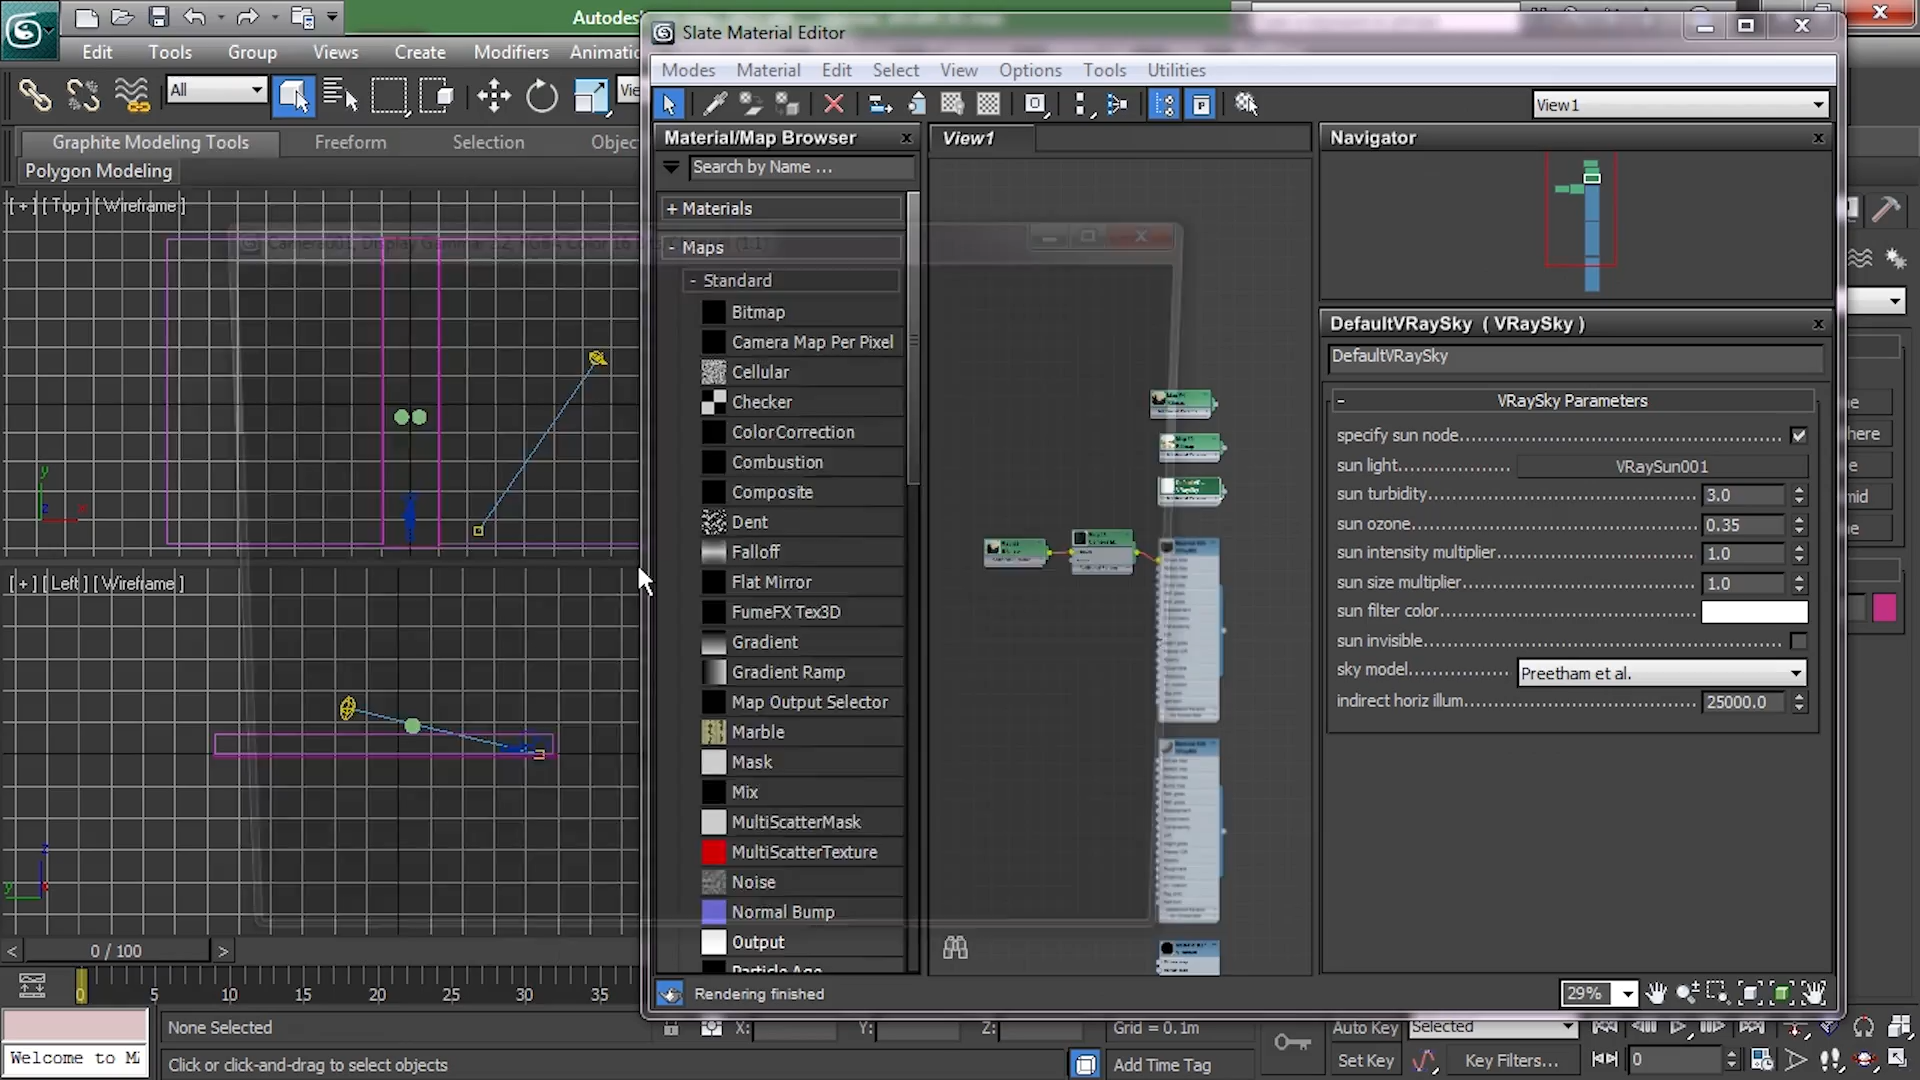 Autodes
Edit
Tools
Group
Views
Create
Modifiers
Animatio
All
Vie
Graphite Modeling Tools
Freeform
Selection
Objec
Polygon Modeling
[ + ] [ Top ] [ Wireframe ]
[ + ] [ Left ] [ Wireframe ]
Slate Material Editor
Modes
Material
Edit
Select
View
Options
Tools
Utilities
View1
Material/Map Browser
Search by Name ...
+ Materials
- Maps
- Standard
Bitmap
Camera Map Per Pixel
Cellular
Checker
ColorCorrection
Combustion
Composite
Dent
Falloff
Flat Mirror
FumeFX Tex3D
Gradient
Gradient Ramp
Map Output Selector
Marble
Mask
Mix
MultiScatterMask
MultiScatterTexture
Noise
Normal Bump
Output
Particle Age
View1
Navigator
DefaultVRaySky ( VRaySky )
DefaultVRaySky
- VRaySky Parameters
specify sun node
sun light VRaySun001
sun turbidity 3.0
sun ozone 0.35
sun intensity multiplier 1.0
sun size multiplier 1.0
sun filter color
sun invisible
sky model Preetham et al.
indirect horiz illum 25000.0
Rendering finished
29%
< 0 / 100 >
0 5 10 15 20 25 30 35
None Selected
X:
Y:
Z:
Grid = 0.1m
Auto Key
Selected
Welcome to M
Click or click-and-drag to select objects
Add Time Tag
Set Key
Key Filters...
0